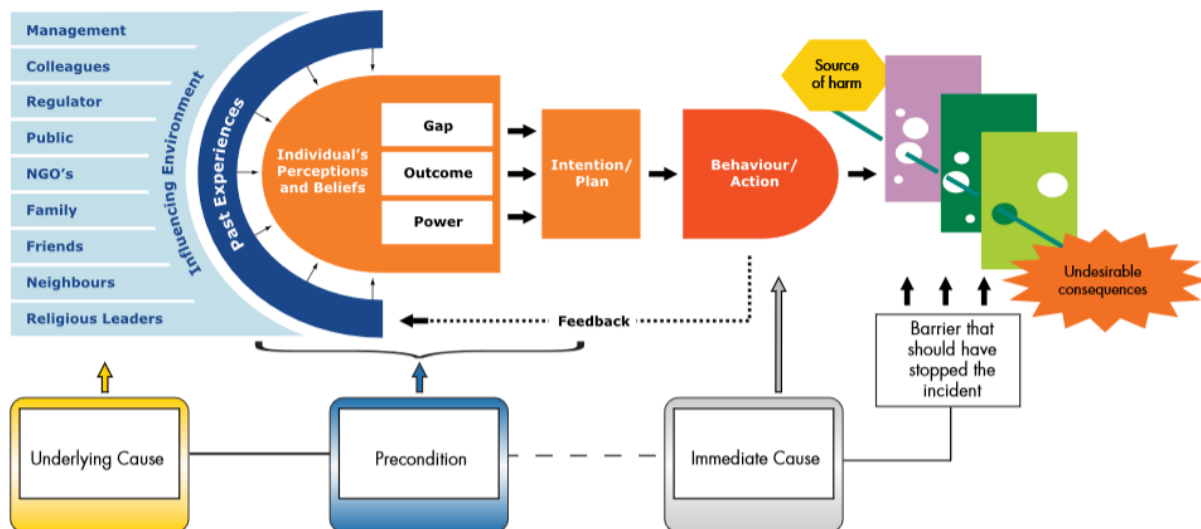 Management
Colleagues
Regulator
Public
NGO's
Family
Friends
Neighbours
Religious Leaders
Influencing Environment
Past Experiences
Individual's
Perceptions
and Beliefs
Gap
Outcome
Power
Intention/
Plan
Behaviour/
Action
Source
of harm
Undesirable
consequences
Feedback
Barrier that
should have
stopped the
incident
Underlying Cause
Precondition
Immediate Cause